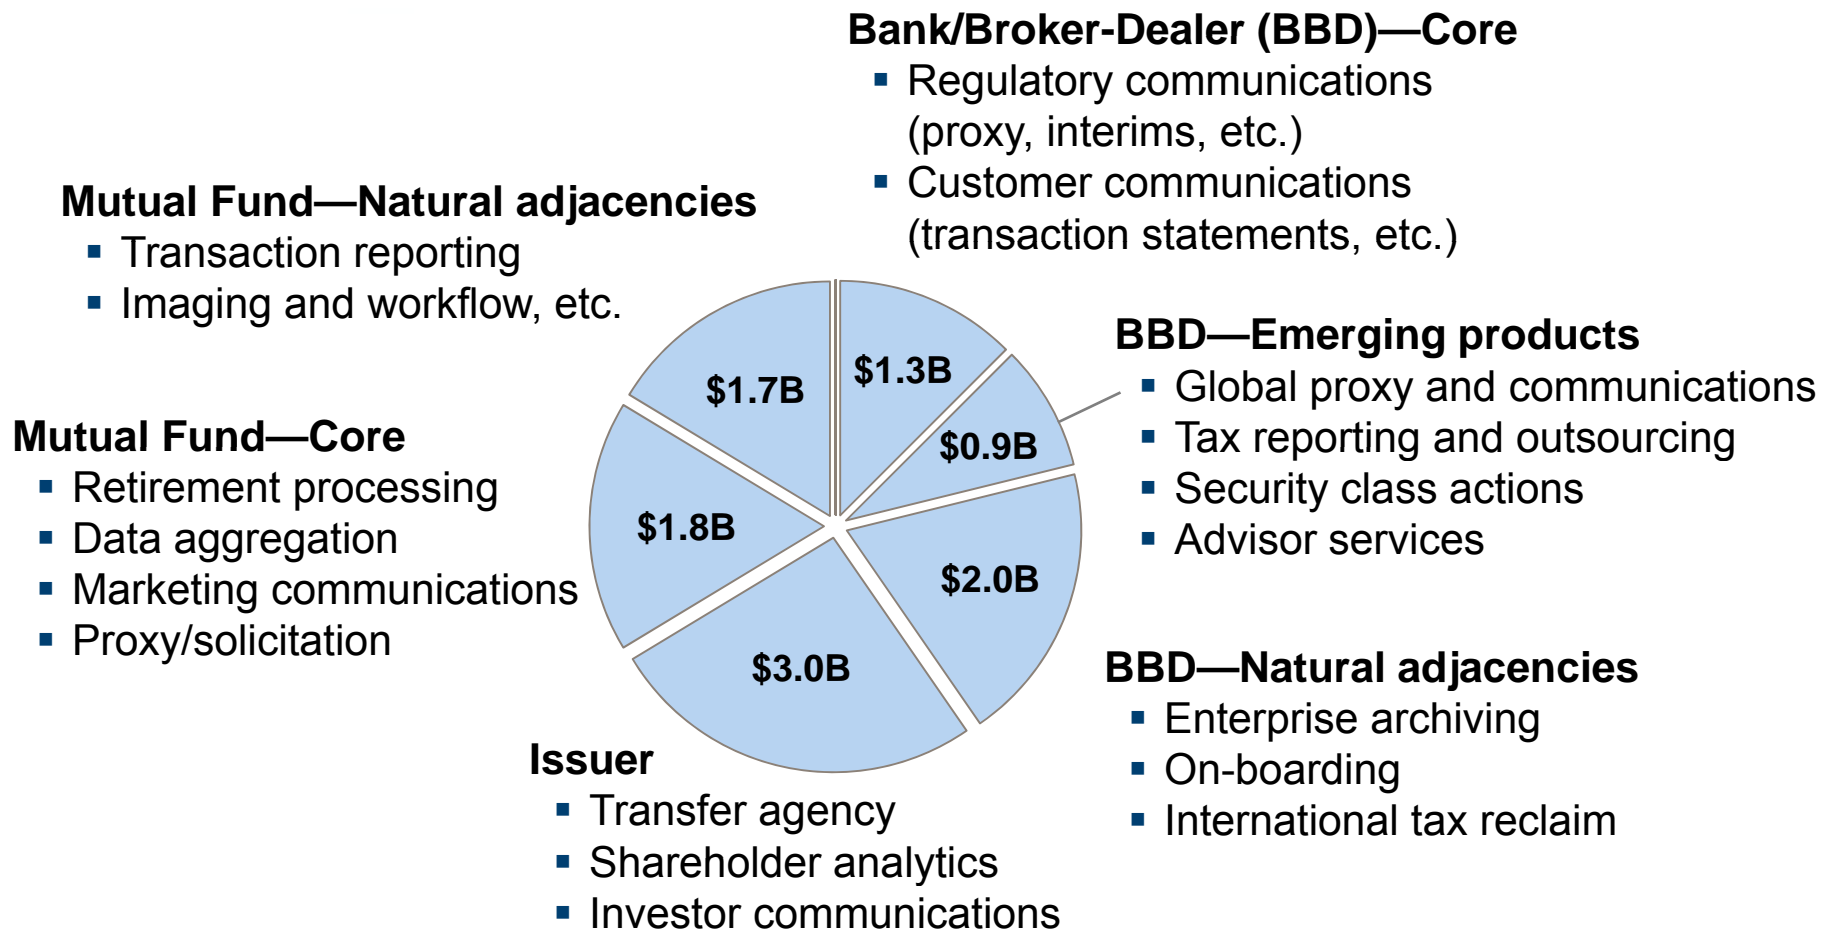 Bank/Broker-Dealer (BBD)—Core
▪ Regulatory communications
(proxy, interims, etc.)
▪ Customer communications
(transaction statements, etc.)
Mutual Fund—Natural adjacencies
▪ Transaction reporting
▪ Imaging and workflow, etc.
BBD—Emerging products
▪ Global proxy and communications
▪ Tax reporting and outsourcing
▪ Security class actions
▪ Advisor services
Mutual Fund—Core
▪ Retirement processing
▪ Data aggregation
▪ Marketing communications
▪ Proxy/solicitation
$1.7B
$1.3B
$0.9B
$1.8B
$2.0B
$3.0B
BBD—Natural adjacencies
▪ Enterprise archiving
▪ On-boarding
▪ International tax reclaim
Issuer
▪ Transfer agency
▪ Shareholder analytics
▪ Investor communications